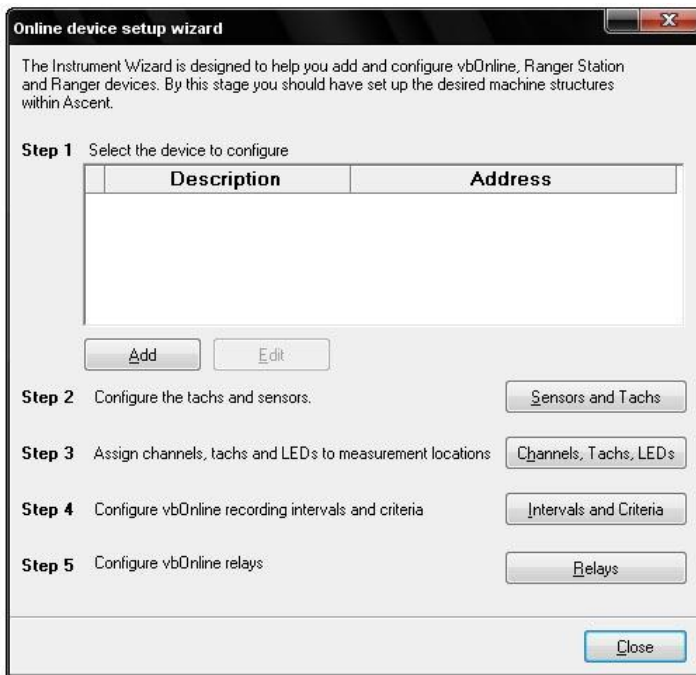 Online device setup wizard
The Instrument Wizard is designed to help you add and configure vbOnline, Ranger Station
and Ranger devices. By this stage you should have set up the desired machine structures
within Ascent.
Step 1 Select the device to configure
Description Address
Add Edit
Step 2 Configure the tachs and sensors. Sensors and Tachs
Step 3 Assign channels, tachs and LEDs to measurement locations Channels, Tachs, LEDs
Step 4 Configure vbOnline recording intervals and criteria Intervals and Criteria
Step 5 Configure vbOnline relays Relays
Close